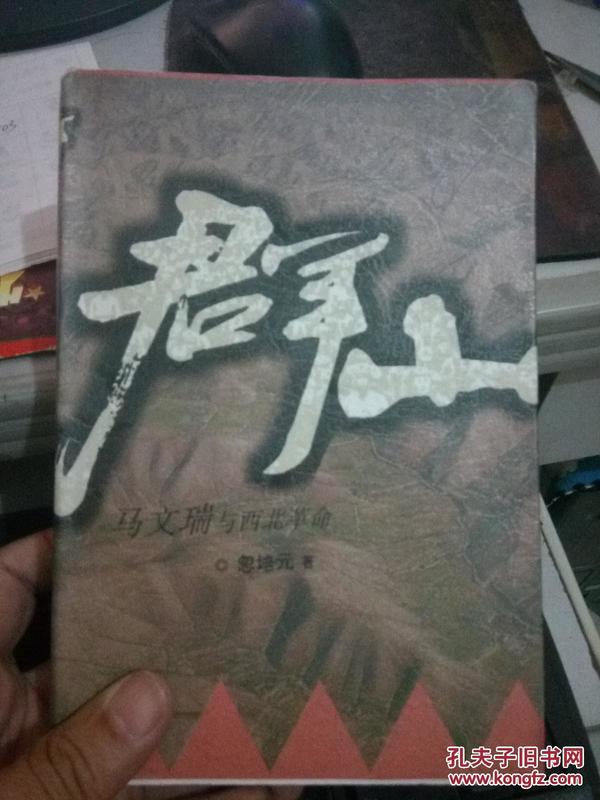 群山
马文瑞与西北革命
忽培元 著
孔夫子旧书网
www.kongfz.com